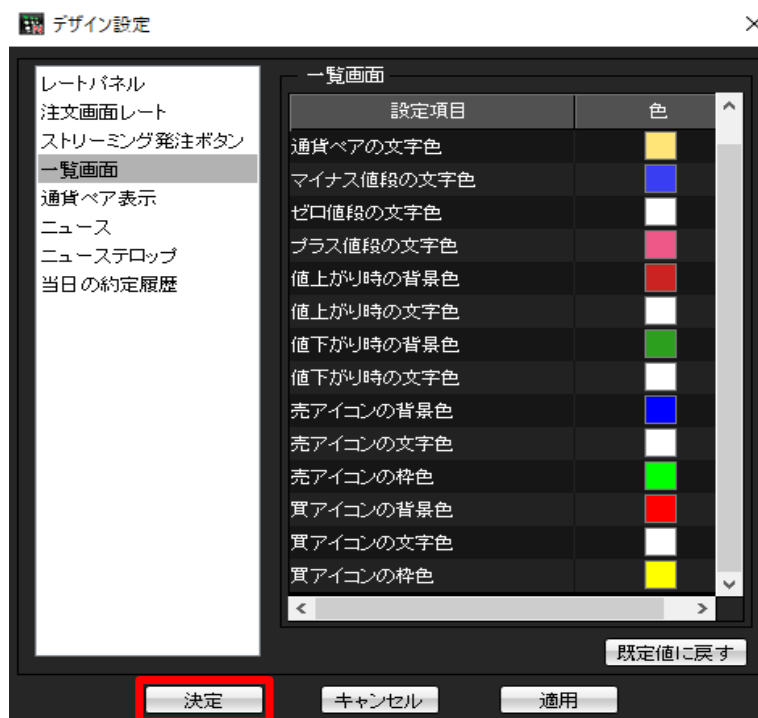 デザイン設定
レートパネル
注文画面レート
ストリーミング発注ボタン
一覧画面
通貨ペア表示
ニュース
ニューステロップ
当日の約定履歴
一覧画面
設定項目 色
通貨ペアの文字色
マイナス値段の文字色
ゼロ値段の文字色
プラス値段の文字色
値上がり時の背景色
値上がり時の文字色
値下がり時の背景色
値下がり時の文字色
売アイコンの背景色
売アイコンの文字色
売アイコンの枠色
買アイコンの背景色
買アイコンの文字色
買アイコンの枠色
既定値に戻す
決定 キャンセル 適用